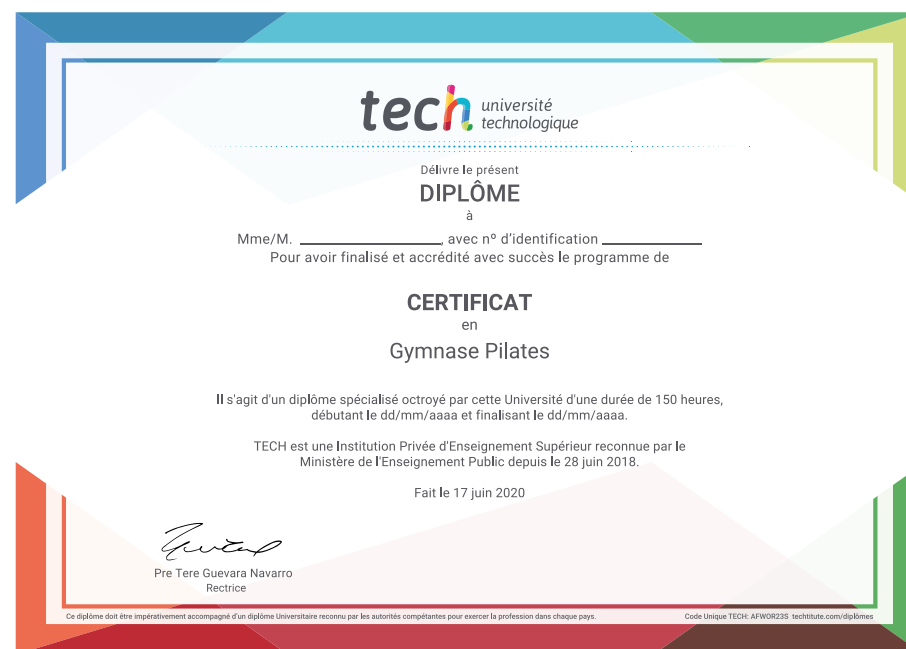 tech université
technologique
Délivre le présent
DIPLÔME
à
Mme/M. ____________________, avec nº d'identification ______________
Pour avoir finalisé et accrédité avec succès le programme de
CERTIFICAT
en
Gymnase Pilates
Il s'agit d'un diplôme spécialisé octroyé par cette Université d'une durée de 150 heures,
débutant le dd/mm/aaaa et finalisant le dd/mm/aaaa.
TECH est une Institution Privée d'Enseignement Supérieur reconnue par le
Ministère de l'Enseignement Public depuis le 28 juin 2018.
Fait le 17 juin 2020
Pre Tere Guevara Navarro
Rectrice
Ce diplôme doit être impérativement accompagné d'un diplôme Universitaire reconnu par les autorités compétantes pour exercer la profession dans chaque pays.
Code Unique TECH: AFWOR23S techtitute.com/diplômes